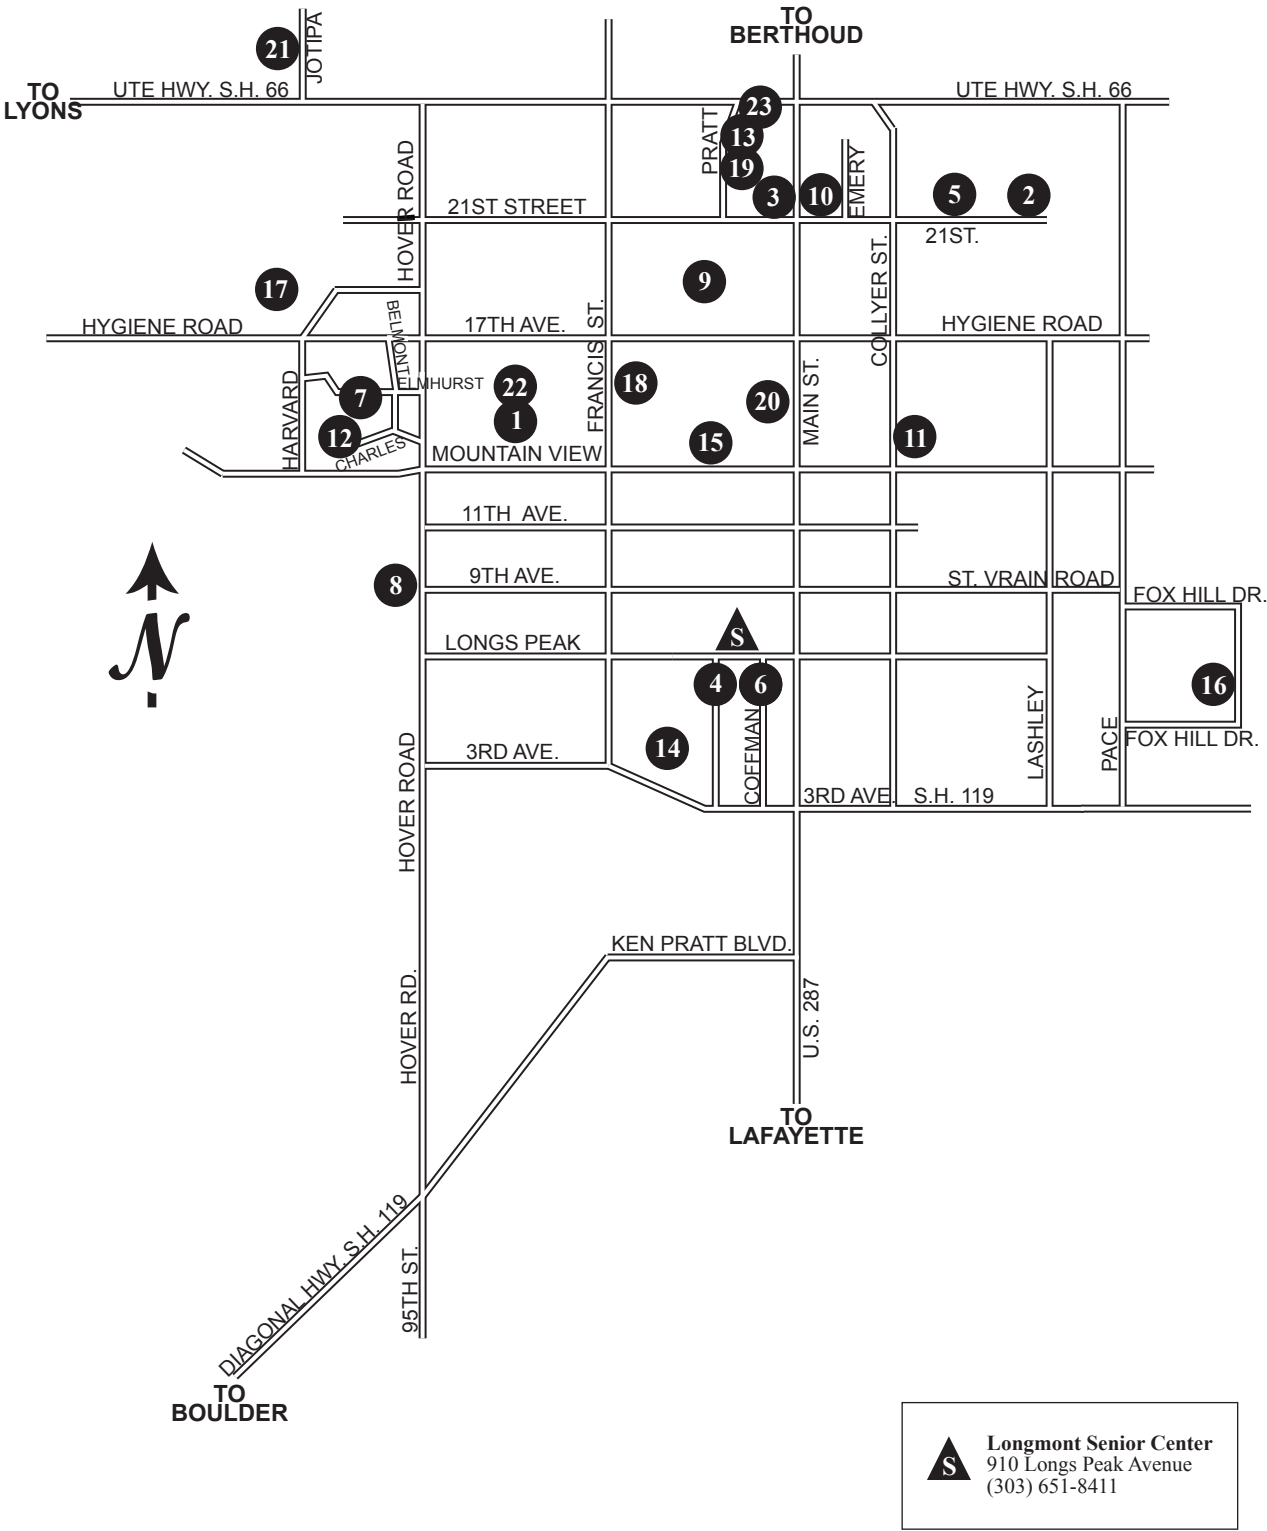 TO
BERTHOUD
JOTIPA
21
TO
LYONS
UTE HWY. S.H. 66
UTE HWY. S.H. 66
23
PRATT
13
19
HOVER ROAD
EMERY
3
10
5
2
21ST STREET
21ST.
COLLYER ST.
17
9
BELMONT
FRANCIS ST.
HYGIENE ROAD
17TH AVE.
HYGIENE ROAD
HARVARD
ELMHURST
7
22
18
MAIN ST.
20
12
1
15
11
CHARLES
MOUNTAIN VIEW
11TH AVE.
8
9TH AVE.
ST. VRAIN ROAD
FOX HILL DR.
N
S
LONGS PEAK
4
6
16
LASHLEY
PACE
COFFMAN
14
3RD AVE.
FOX HILL DR.
HOVER ROAD
3RD AVE. S.H. 119
KEN PRATT BLVD.
HOVER RD.
U.S. 287
TO
LAFAYETTE
DIAGONAL HWY. S.H. 119
95TH ST.
TO
BOULDER
S
Longmont Senior Center
910 Longs Peak Avenue
(303) 651-8411